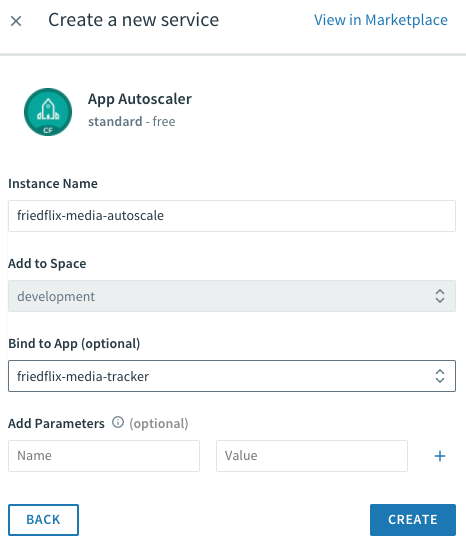 × Create a new service View in Marketplace
App Autoscaler
CF
standard - free
Instance Name
friedflix-media-autoscale
Add to Space
development
Bind to App (optional)
friedflix-media-tracker
Add Parameters (optional)
Name Value +
BACK CREATE